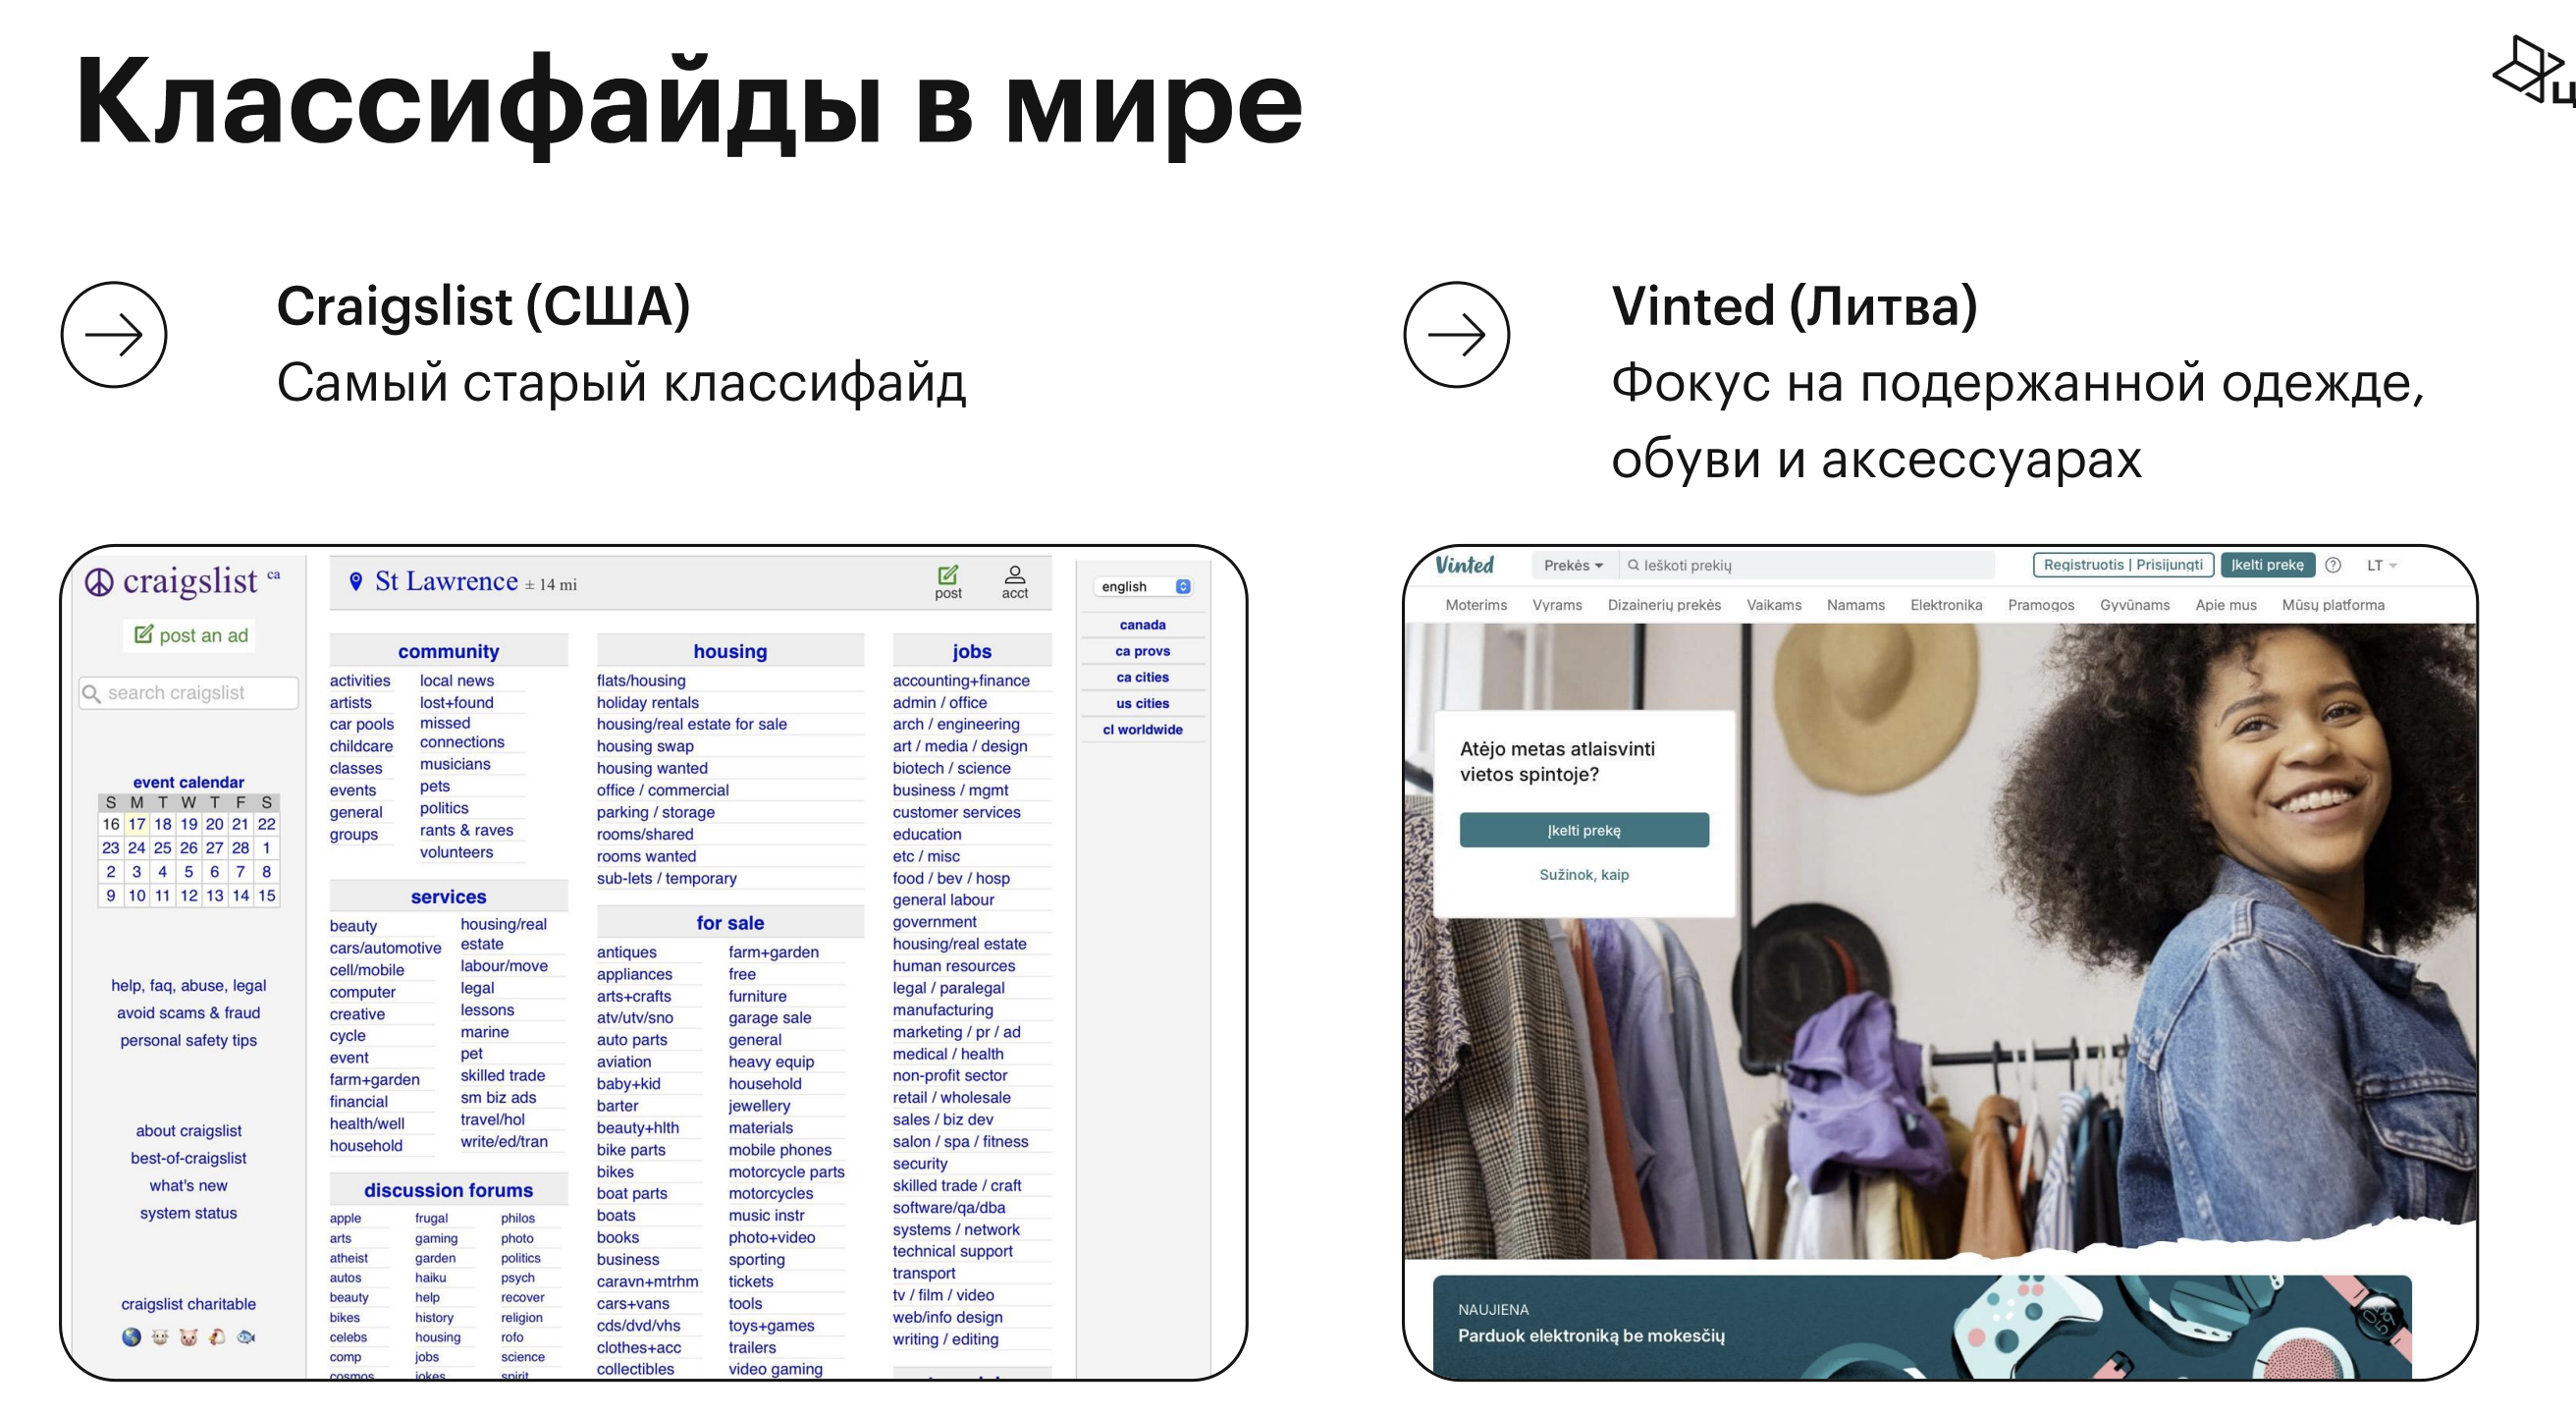 Классифайды в мире
ц
Craigslist (США)
Самый старый классифайд
craigslist ca
post an ad
search craigslist
event calendar
S M T W T F S
16 17 18 19 20 21 22
23 24 25 26 27 28 1
2 3 4 5 6 7 8
9 10 11 12 13 14 15
help, faq, abuse, legal
avoid scams & fraud
personal safety tips
about craigslist
best-of-craigslist
what's new
system status
craigslist charitable
St Lawrence ± 14 mi
post
acct
community
activities
artists
car pools
childcare
classes
events
general
groups
local news
lost+found
missed
connections
musicians
pets
politics
rants & raves
volunteers
services
beauty
cars/automotive
cell/mobile
computer
creative
cycle
event
farm+garden
financial
health/well
household
housing/real
estate
labour/move
legal
lessons
marine
pet
skilled trade
sm biz ads
travel/hol
write/ed/tran
discussion forums
apple
arts
atheist
autos
beauty
bikes
celebs
comp
cosmos
frugal
gaming
garden
haiku
help
history
housing
jobs
jokes
philos
photo
politics
psych
recover
religion
rofo
science
spirit
housing
flats/housing
holiday rentals
housing/real estate for sale
housing swap
housing wanted
office / commercial
parking / storage
rooms/shared
rooms wanted
sub-lets / temporary
for sale
antiques
appliances
arts+crafts
atv/utv/sno
auto parts
aviation
baby+kid
barter
beauty+hlth
bike parts
bikes
boat parts
boats
books
business
caravn+mtrhm
cars+vans
cds/dvd/vhs
clothes+acc
collectibles
farm+garden
free
furniture
garage sale
general
heavy equip
household
jewellery
materials
mobile phones
motorcycle parts
motorcycles
music instr
photo+video
sporting
tickets
tools
toys+games
trailers
video gaming
jobs
accounting+finance
admin / office
arch / engineering
art / media / design
biotech / science
business / mgmt
customer services
education
etc / misc
food / bev / hosp
general labour
government
housing/real estate
human resources
legal / paralegal
manufacturing
marketing / pr / ad
medical / health
non-profit sector
retail / wholesale
sales / biz dev
salon / spa / fitness
security
skilled trade / craft
software/qa/dba
systems / network
technical support
transport
tv / film / video
web/info design
writing / editing
english
canada
ca provs
ca cities
us cities
cl worldwide
Vinted (Литва)
Фокус на подержанной одежде,
обуви и аксессуарах
Vinted
Prekės
Ieškoti prekių
Registruotis | Prisijungti
Įkelti prekę
?
LT
Moterims Vyrams Dizainerių prekės Vaikams Namams Elektronika Pramogos Gyvūnams Apie mus Mūsų platforma
Atėjo metas atlaisvinti
vietos spintoje?
Įkelti prekę
Sužinok, kaip
NAUJIENA
Parduok elektroniką be mokesčių